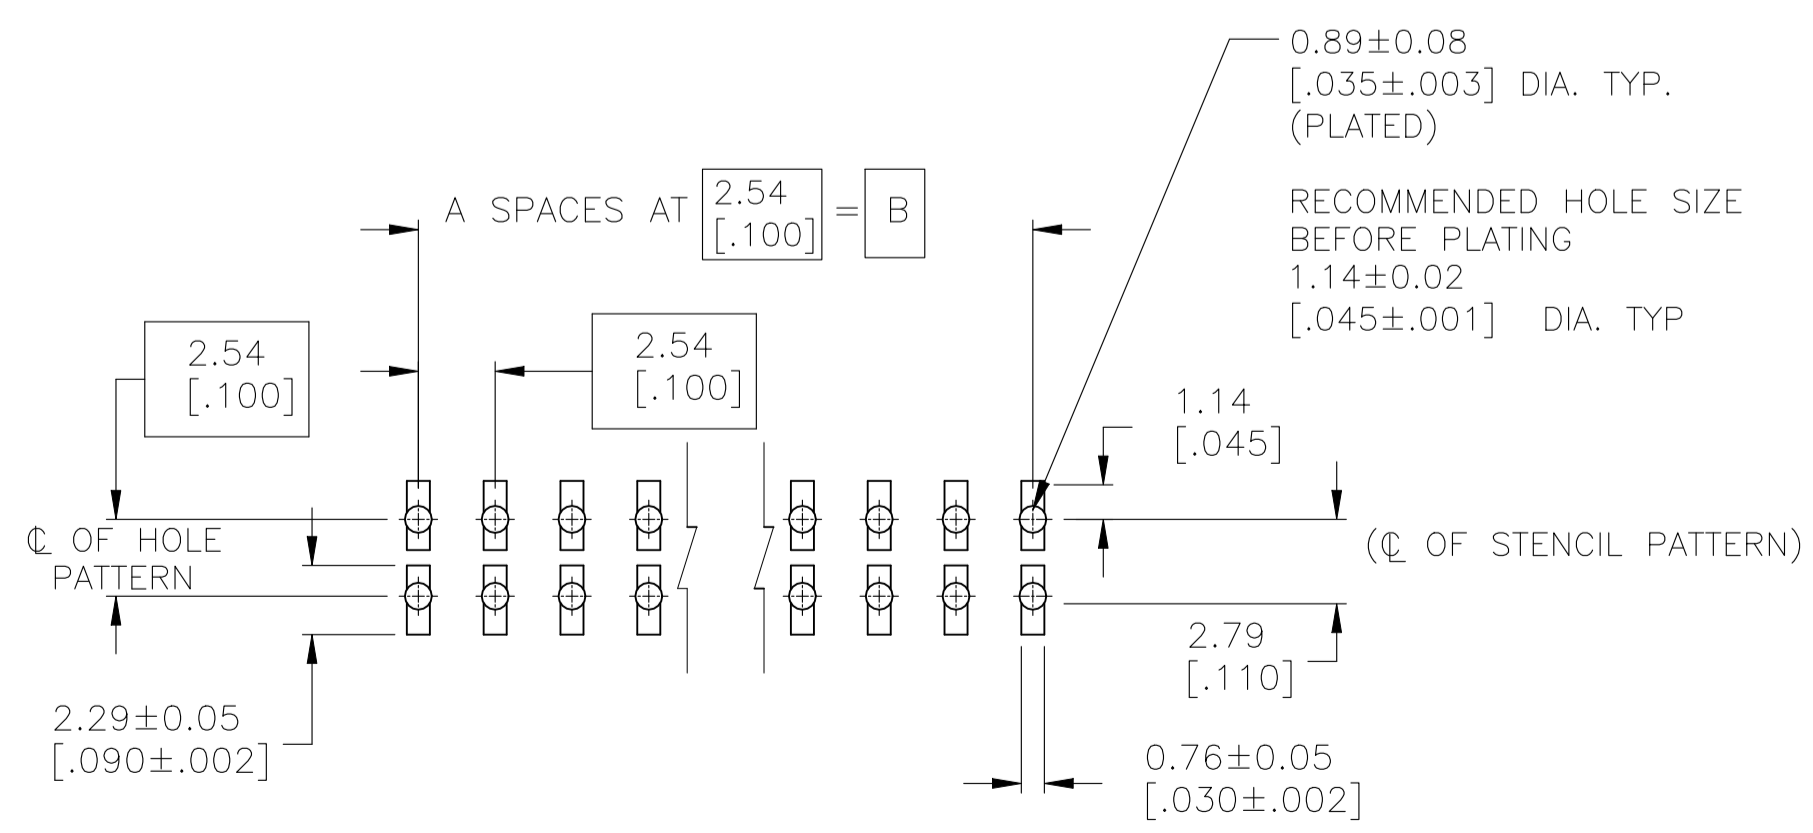 0.89±0.08
[.035±.003] DIA. TYP.
(PLATED)
RECOMMENDED HOLE SIZE
BEFORE PLATING
1.14±0.02
[.045±.001] DIA. TYP
A SPACES AT 2.54 [.100] = B
2.54
[.100]
2.54
[.100]
1.14
[.045]
℄ OF HOLE
PATTERN
(℄ OF STENCIL PATTERN)
2.79
[.110]
2.29±0.05
[.090±.002]
0.76±0.05
[.030±.002]